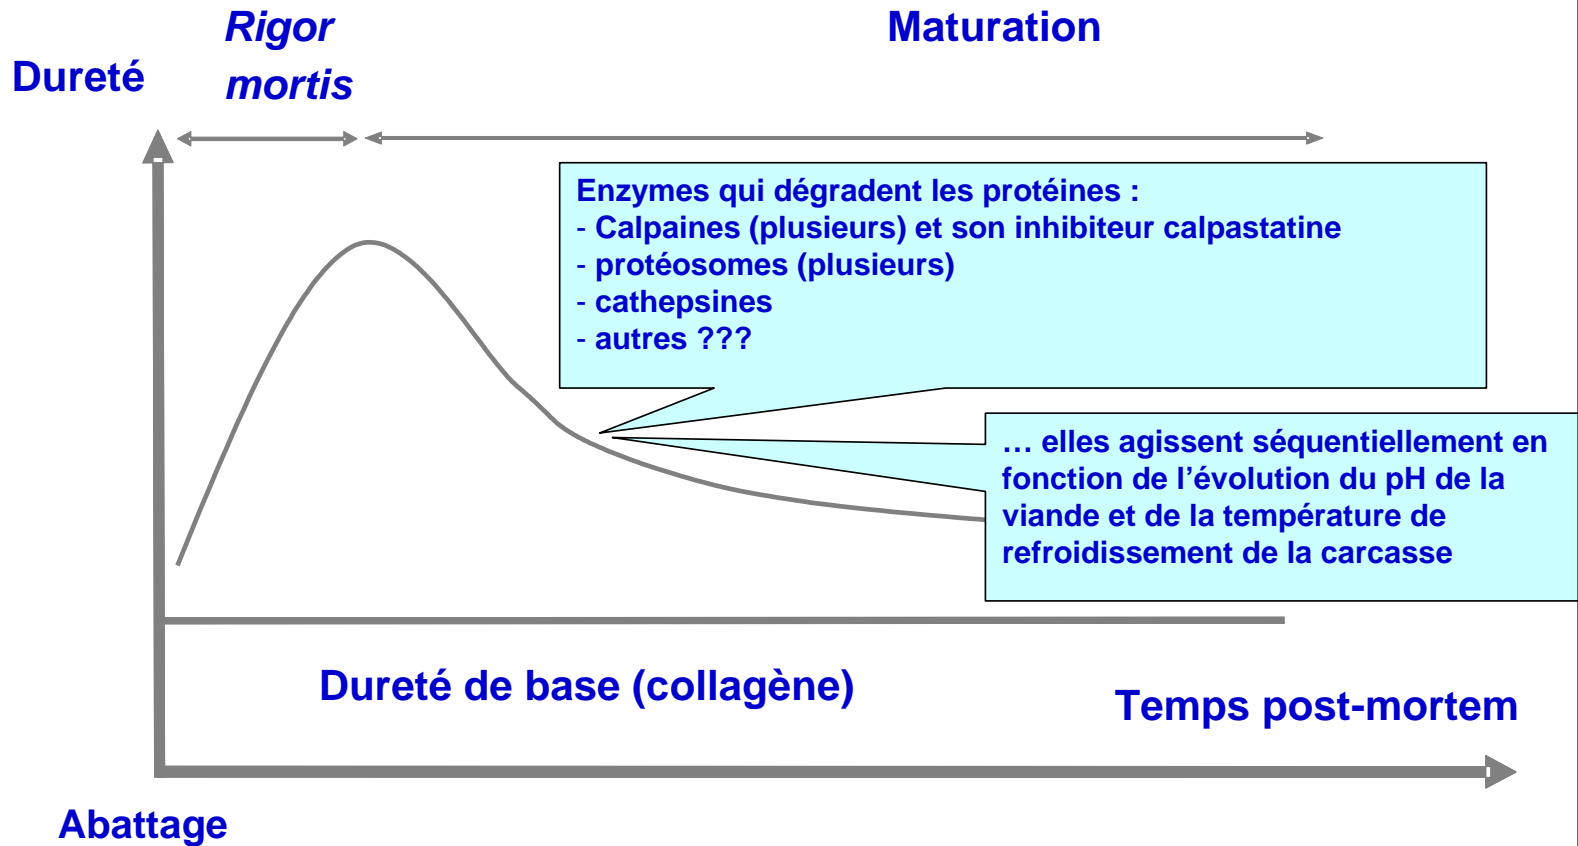 Rigor
mortis
Maturation
Dureté
Enzymes qui dégradent les protéines :
- Calpaines (plusieurs) et son inhibiteur calpastatine
- protéosomes (plusieurs)
- cathepsines
- autres ???
… elles agissent séquentiellement en
fonction de l’évolution du pH de la
viande et de la température de
refroidissement de la carcasse
Dureté de base (collagène)
Temps post-mortem
Abattage